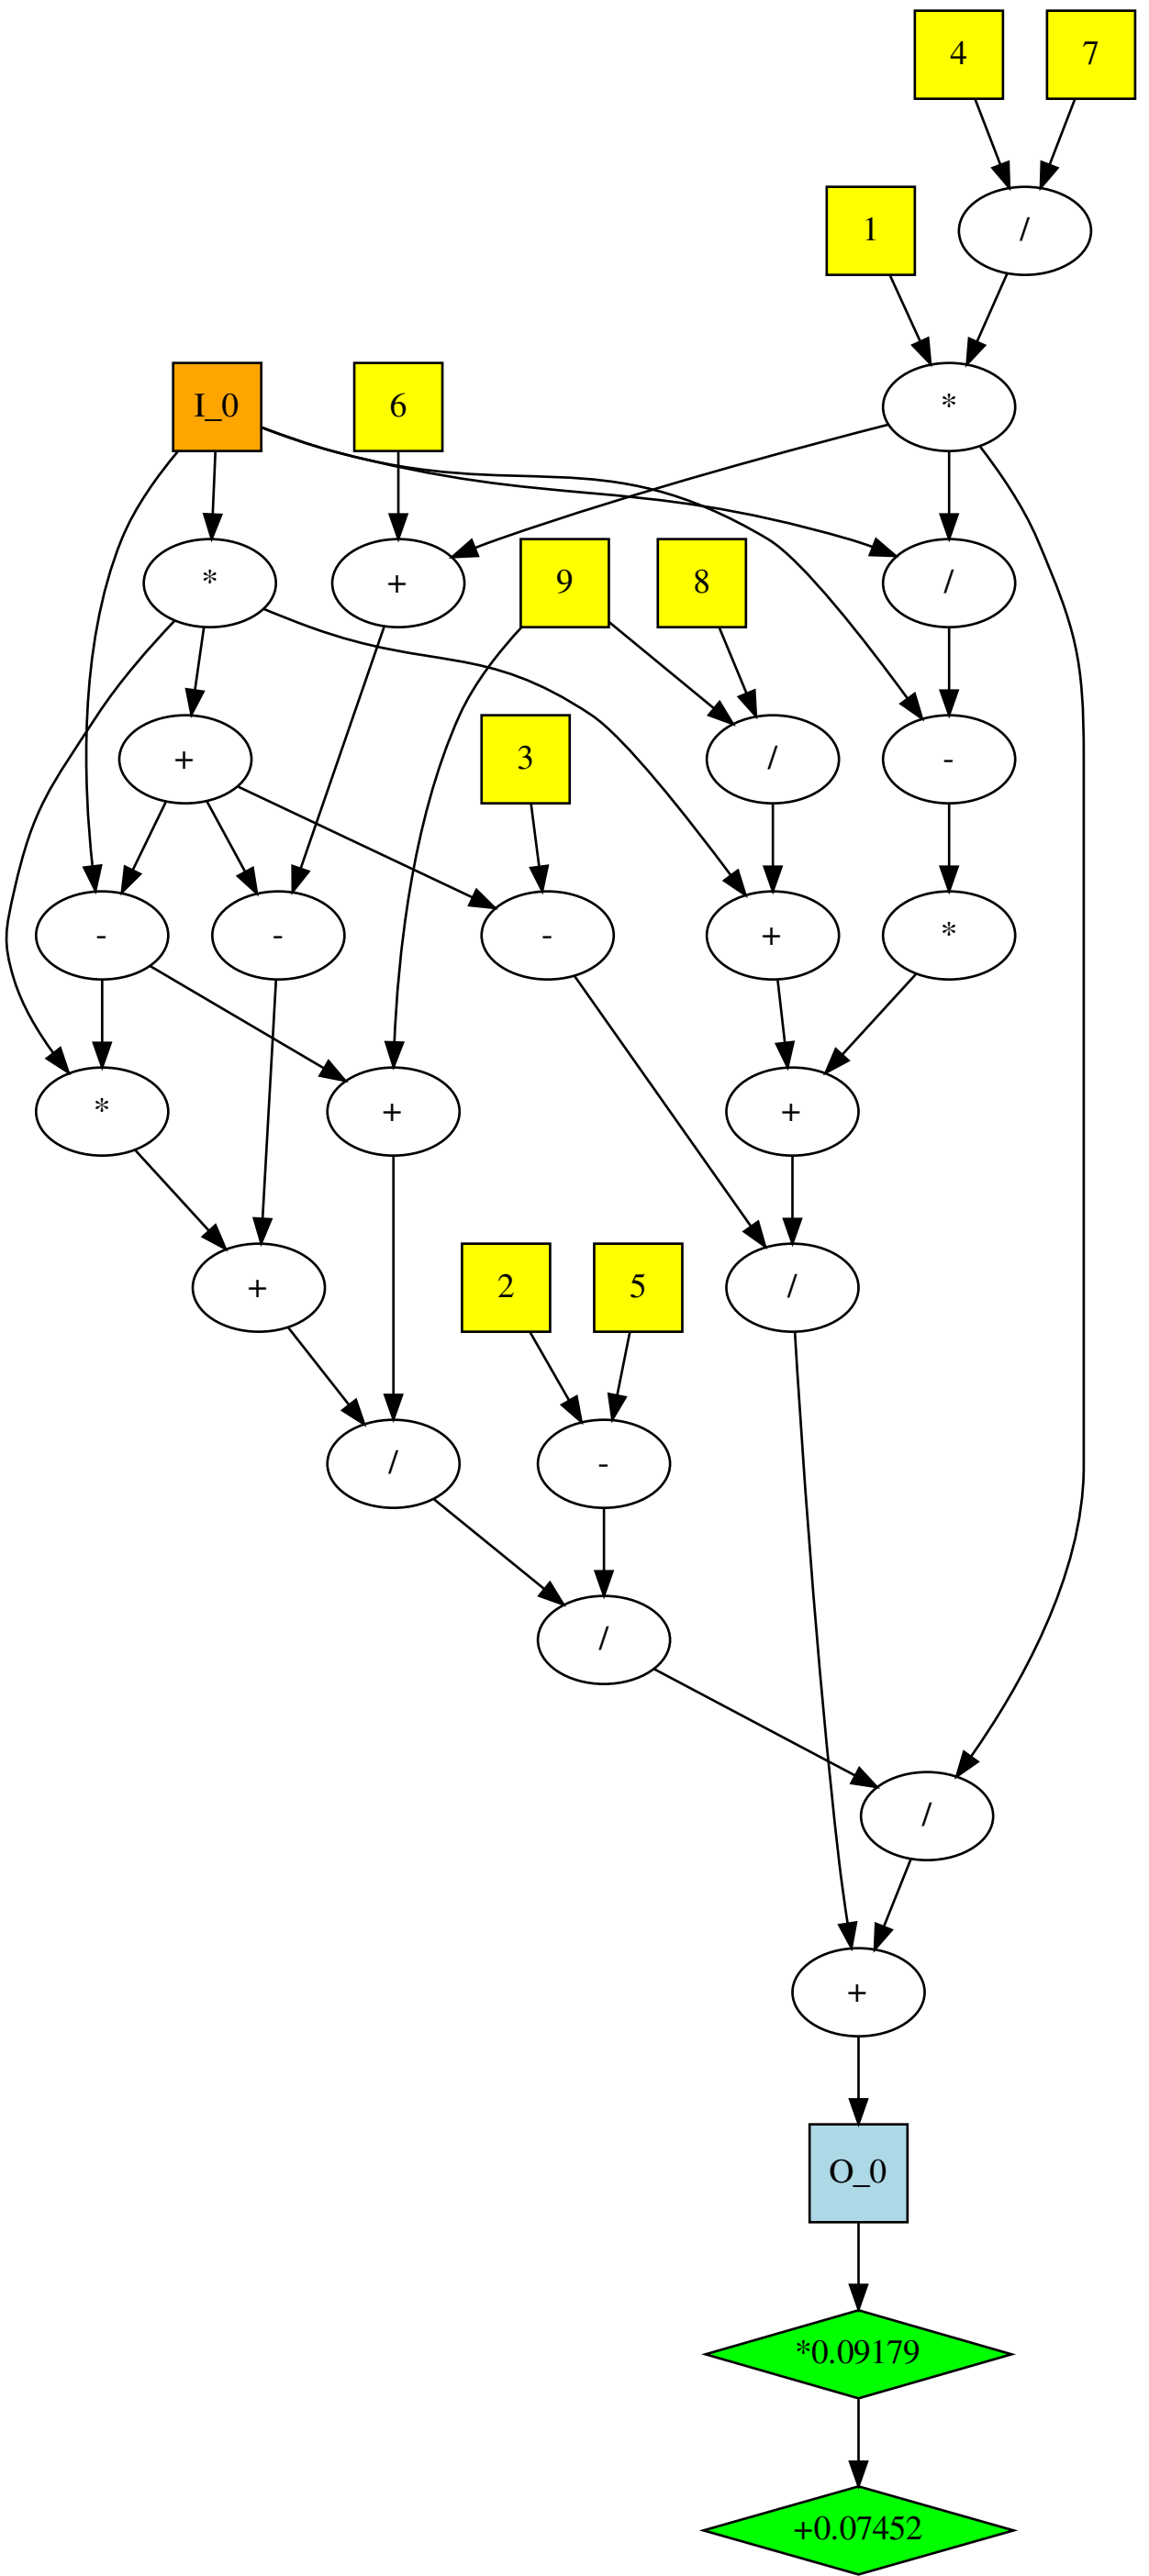 4 7
1 /
I_0 6 *
* + 9 8 /
+ 3 / -
- - - + *
* + +
+ 2 5 /
/ -
/
/
+
O_0
*0.09179
+0.07452